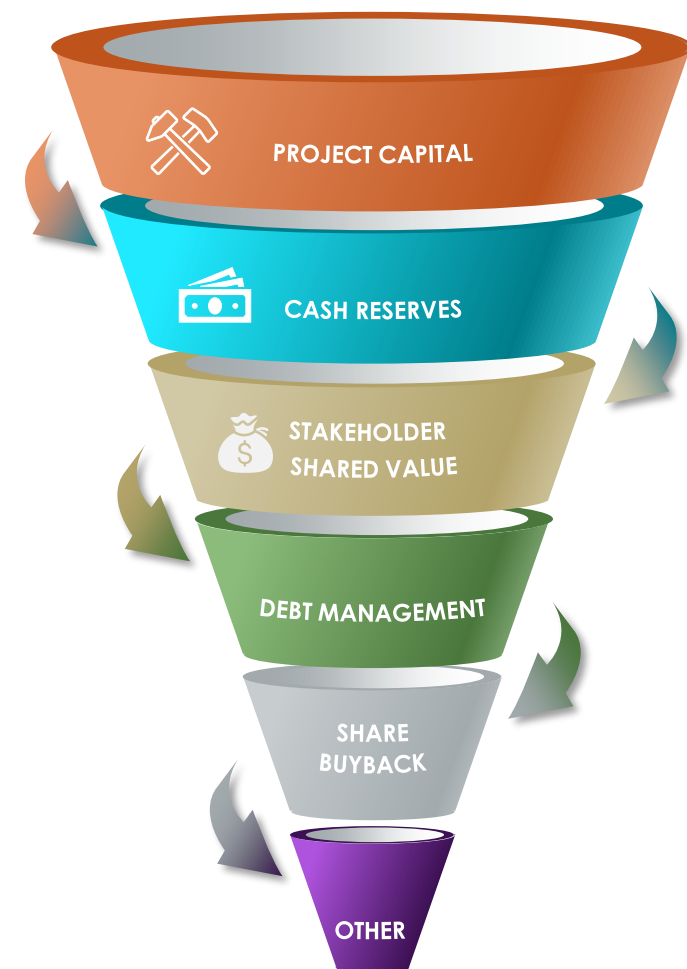 PROJECT CAPITAL
CASH RESERVES
STAKEHOLDER
SHARED VALUE
DEBT MANAGEMENT
SHARE
BUYBACK
OTHER